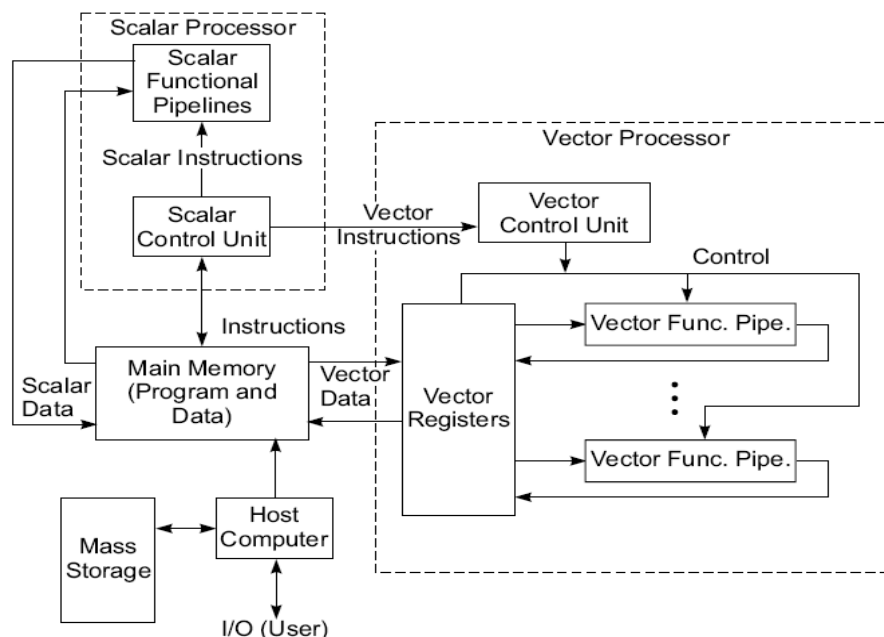 Scalar Processor
Scalar
Functional
Pipelines
Scalar Instructions
Scalar
Control Unit
Vector Processor
Vector
Instructions
Vector
Control Unit
Control
Instructions
Main Memory
(Program and
Data)
Scalar
Data
Vector
Data
Vector
Registers
Vector Func. Pipe.
Vector Func. Pipe.
Mass
Storage
Host
Computer
I/O (User)